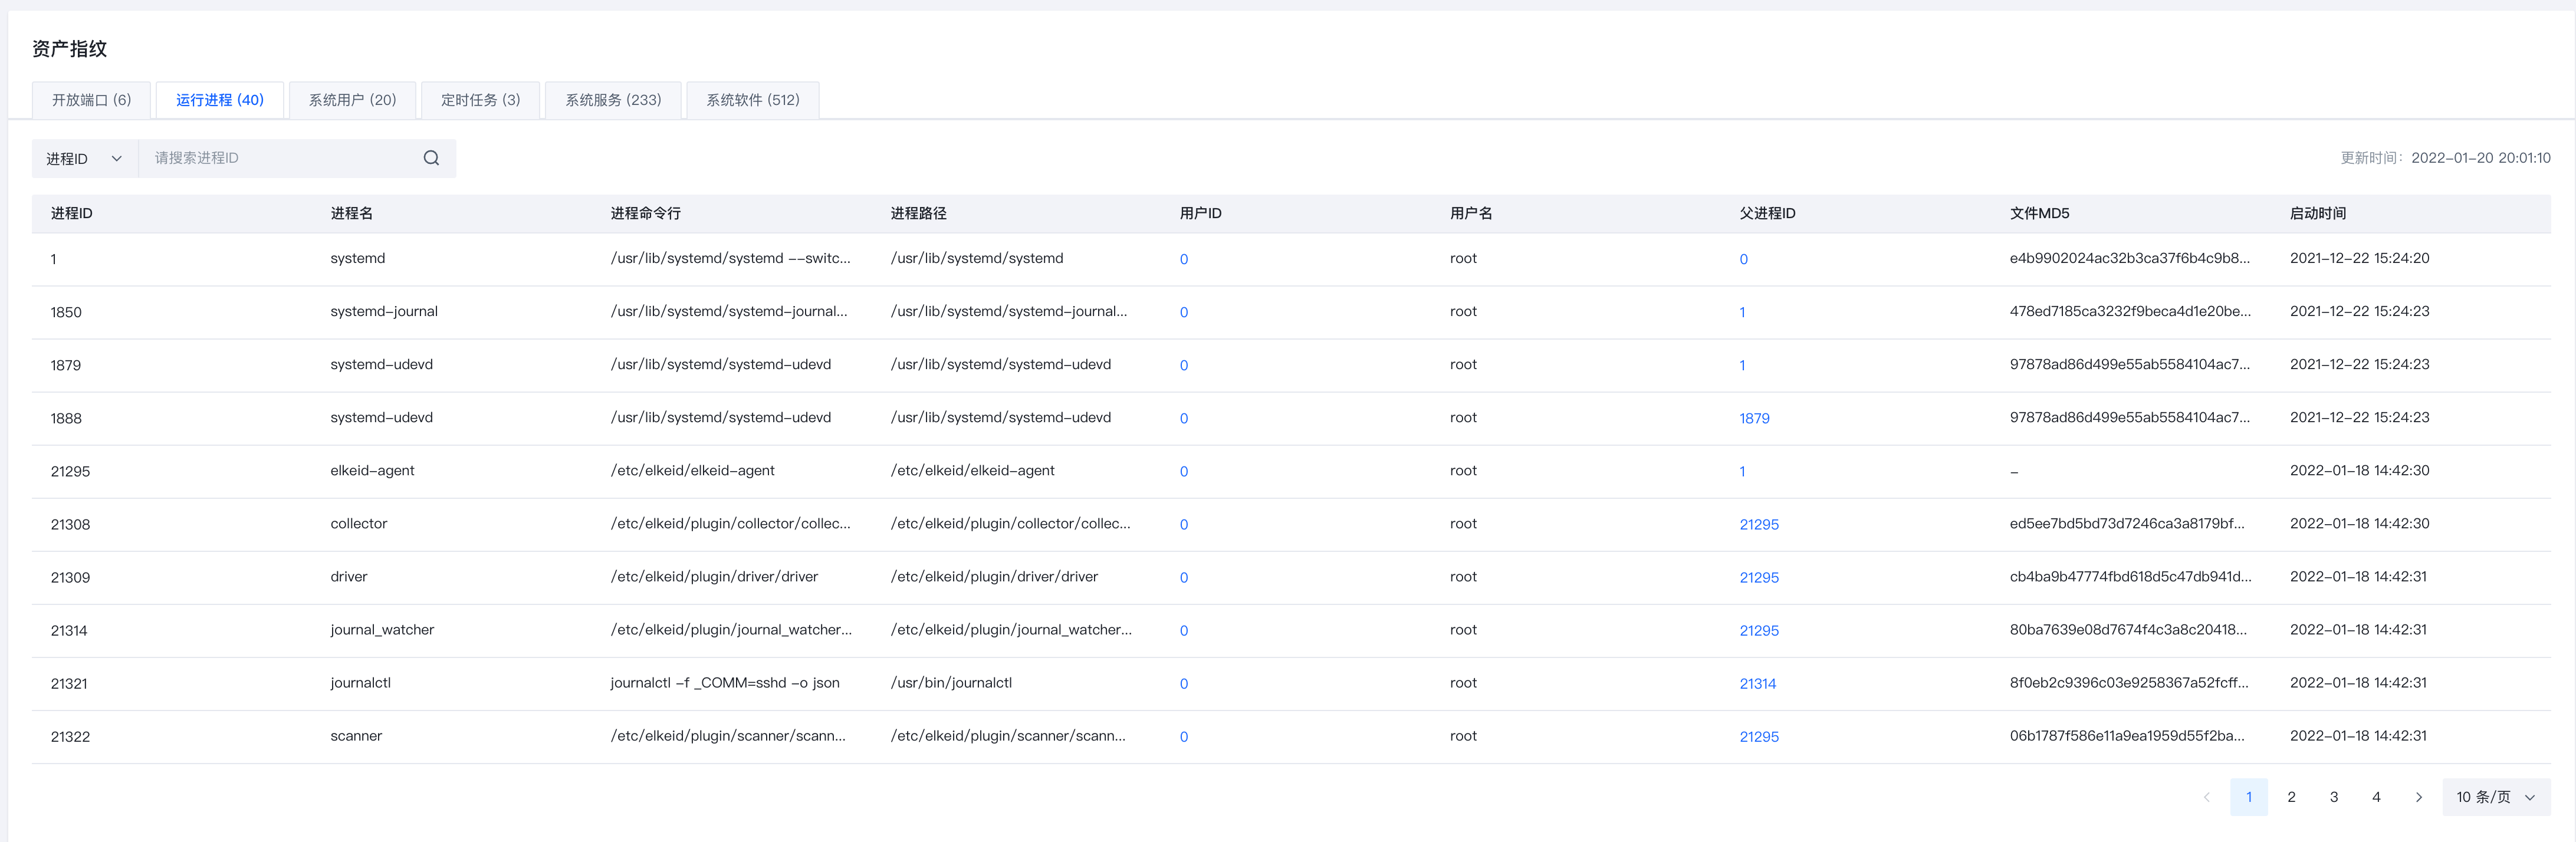 资产指纹
开放端口 (6) 运行进程 (40) 系统用户 (20) 定时任务 (3) 系统服务 (233) 系统软件 (512)
进程ID 请搜索进程ID 更新时间：2022-01-20 20:01:10
进程ID 进程名 进程命令行 进程路径 用户ID 用户名 父进程ID 文件MD5 启动时间
1 systemd /usr/lib/systemd/systemd --switc... /usr/lib/systemd/systemd 0 root 0 e4b9902024ac32b3ca37f6b4c9b8... 2021-12-22 15:24:20
1850 systemd-journal /usr/lib/systemd/systemd-journal... /usr/lib/systemd/systemd-journal... 0 root 1 478ed7185ca3232f9beca4d1e20be... 2021-12-22 15:24:23
1879 systemd-udevd /usr/lib/systemd/systemd-udevd /usr/lib/systemd/systemd-udevd 0 root 1 97878ad86d499e55ab5584104ac7... 2021-12-22 15:24:23
1888 systemd-udevd /usr/lib/systemd/systemd-udevd /usr/lib/systemd/systemd-udevd 0 root 1879 97878ad86d499e55ab5584104ac7... 2021-12-22 15:24:23
21295 elkeid-agent /etc/elkeid/elkeid-agent /etc/elkeid/elkeid-agent 0 root 1 - 2022-01-18 14:42:30
21308 collector /etc/elkeid/plugin/collector/collec... /etc/elkeid/plugin/collector/collec... 0 root 21295 ed5ee7bd5bd73d7246ca3a8179bf... 2022-01-18 14:42:30
21309 driver /etc/elkeid/plugin/driver/driver /etc/elkeid/plugin/driver/driver 0 root 21295 cb4ba9b47774fbd618d5c47db941d... 2022-01-18 14:42:31
21314 journal_watcher /etc/elkeid/plugin/journal_watcher... /etc/elkeid/plugin/journal_watcher... 0 root 21295 80ba7639e08d7674f4c3a8c20418... 2022-01-18 14:42:31
21321 journalctl journalctl -f _COMM=sshd -o json /usr/bin/journalctl 0 root 21314 8f0eb2c9396c03e9258367a52fcff... 2022-01-18 14:42:31
21322 scanner /etc/elkeid/plugin/scanner/scann... /etc/elkeid/plugin/scanner/scann... 0 root 21295 06b1787f586e11a9ea1959d55f2ba... 2022-01-18 14:42:31
1 2 3 4 10 条/页